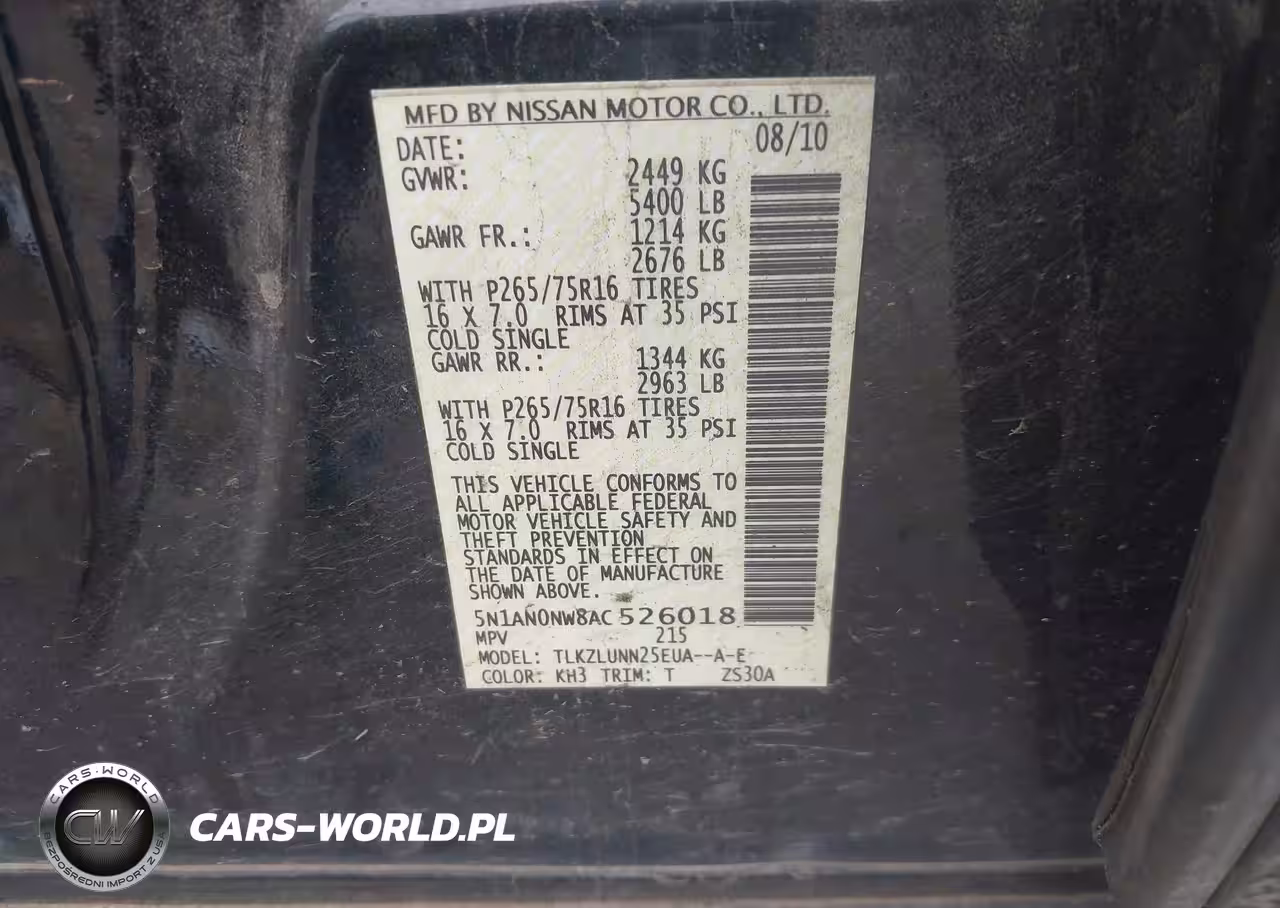 MFD BY NISSAN MOTOR CO., LTD.
DATE: 08/10
GVWR: 2449 KG
5400 LB
GAWR FR.: 1214 KG
2676 LB
WITH P265/75R16 TIRES
16 X 7.0 RIMS AT 35 PSI
COLD SINGLE
GAWR RR.: 1344 KG
2963 LB
WITH P265/75R16 TIRES
16 X 7.0 RIMS AT 35 PSI
COLD SINGLE
THIS VEHICLE CONFORMS TO
ALL APPLICABLE FEDERAL
MOTOR VEHICLE SAFETY AND
THEFT PREVENTION
STANDARDS IN EFFECT ON
THE DATE OF MANUFACTURE
SHOWN ABOVE.
5N1AN0NW8AC526018
MPV 215
MODEL: TLKZLUNN25EUA--A-E
COLOR: KH3 TRIM: T ZS30A
CARS-WORLD
CW
BEZPOŚREDNI IMPORT Z USA
CARS-WORLD.PL